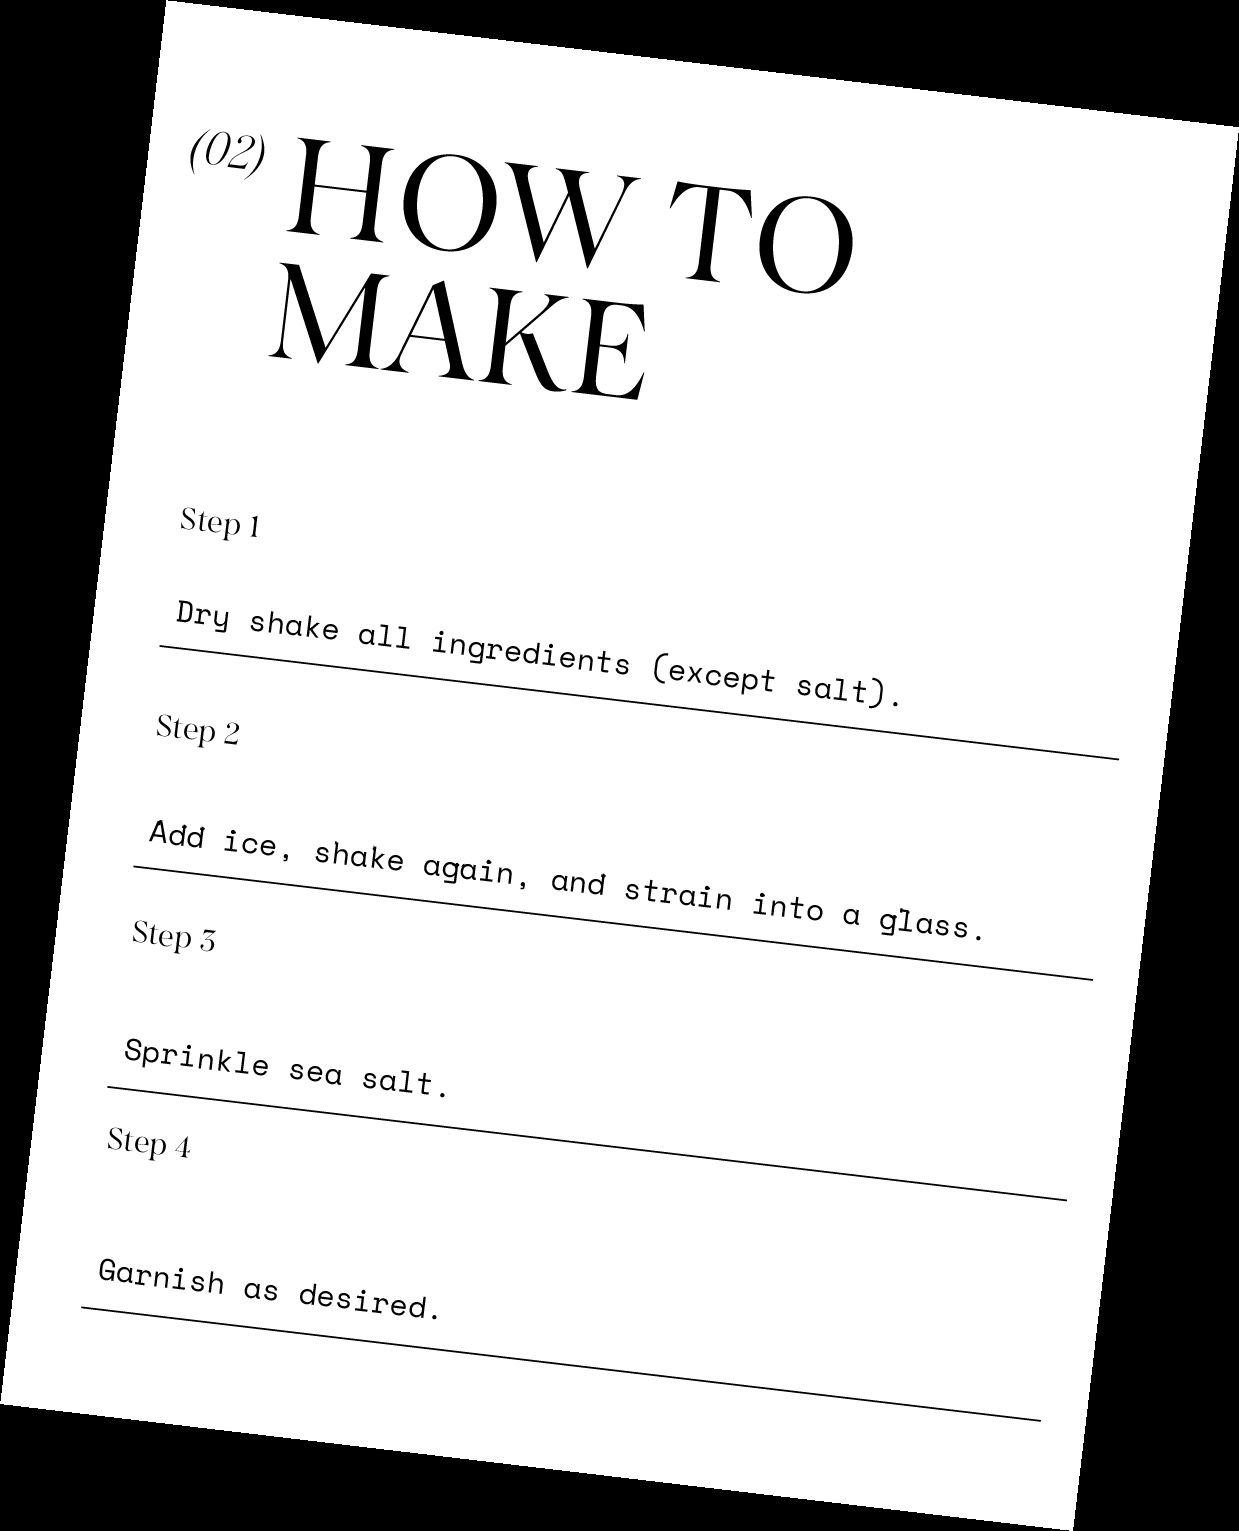 (02) HOW TO
MAKE
Step 1
Dry shake all ingredients (except salt).
Step 2
Add ice, shake again, and strain into a glass.
Step 3
Sprinkle sea salt.
Step 4
Garnish as desired.